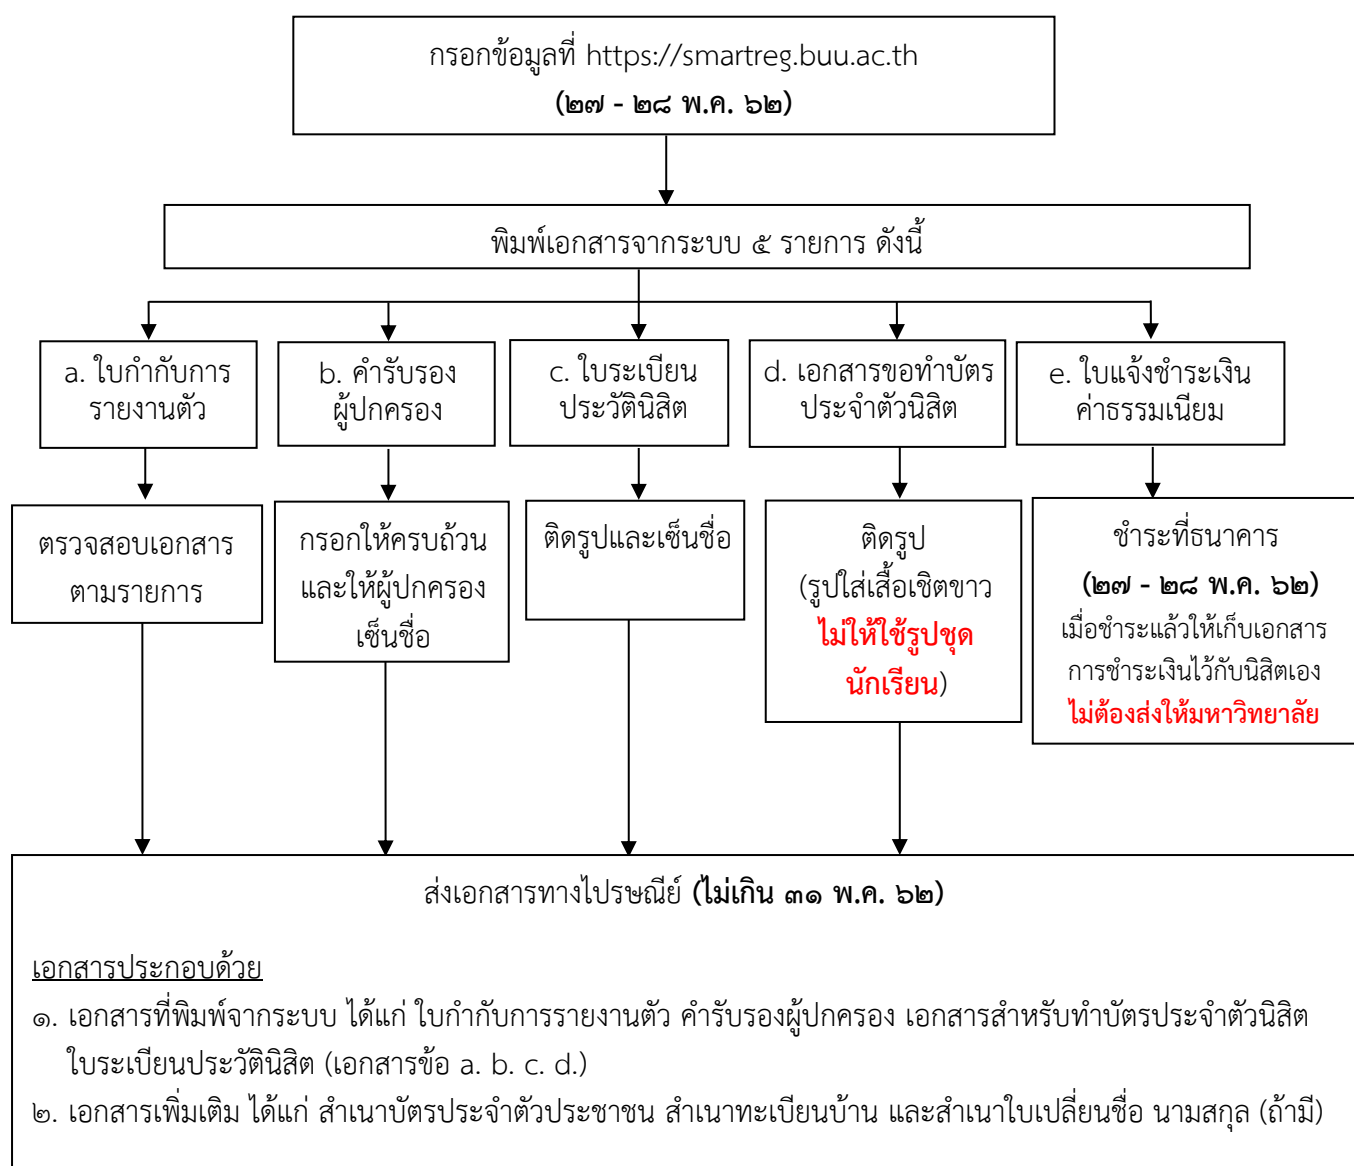 กรอกข้อมูลที่ https://smartreg.buu.ac.th
(๒๗ - ๒๘ พ.ค. ๖๒)
พิมพ์เอกสารจากระบบ ๕ รายการ ดังนี้
a. ใบกำกับการ
รายงานตัว
b. คำรับรอง
ผู้ปกครอง
c. ใบระเบียน
ประวัตินิสิต
d. เอกสารขอทำบัตร
ประจำตัวนิสิต
e. ใบแจ้งชำระเงิน
ค่าธรรมเนียม
ตรวจสอบเอกสาร
ตามรายการ
กรอกให้ครบถ้วน
และให้ผู้ปกครอง
เซ็นชื่อ
ติดรูปและเซ็นชื่อ
ติดรูป
(รูปใส่เสื้อเชิตขาว
ไม่ให้ใช้รูปชุด
นักเรียน)
ชำระที่ธนาคาร
(๒๗ - ๒๘ พ.ค. ๖๒)
เมื่อชำระแล้วให้เก็บเอกสาร
การชำระเงินไว้กับนิสิตเอง
ไม่ต้องส่งให้มหาวิทยาลัย
ส่งเอกสารทางไปรษณีย์ (ไม่เกิน ๓๑ พ.ค. ๖๒)
เอกสารประกอบด้วย
๑. เอกสารที่พิมพ์จากระบบ ได้แก่ ใบกำกับการรายงานตัว คำรับรองผู้ปกครอง เอกสารสำหรับทำบัตรประจำตัวนิสิต
ใบระเบียนประวัตินิสิต (เอกสารข้อ a. b. c. d.)
๒. เอกสารเพิ่มเติม ได้แก่ สำเนาบัตรประจำตัวประชาชน สำเนาทะเบียนบ้าน และสำเนาใบเปลี่ยนชื่อ นามสกุล (ถ้ามี)